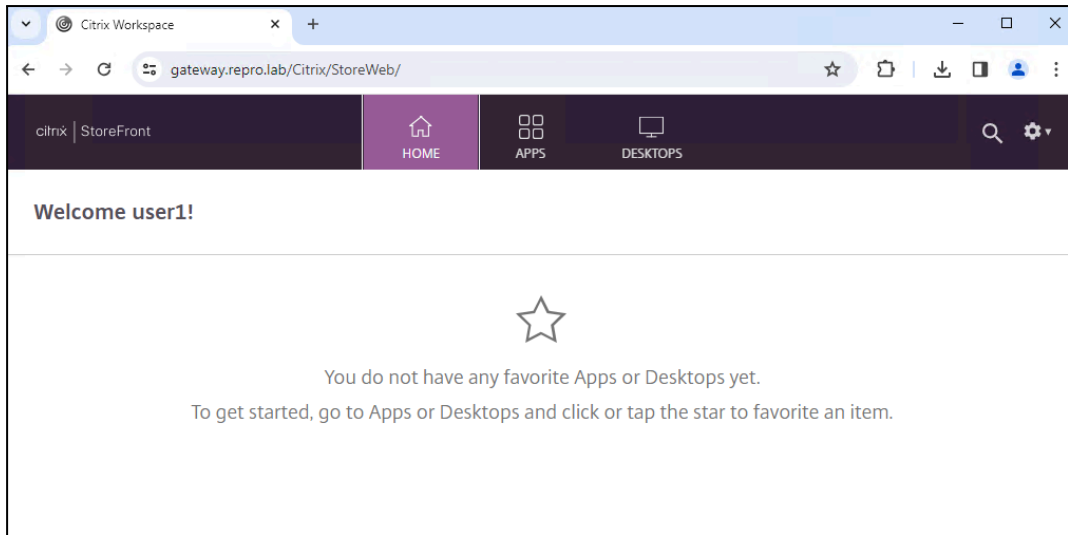 Citrix Workspace
gateway.repro.lab/Citrix/StoreWeb/
citrix | StoreFront
HOME
APPS
DESKTOPS
Welcome user1!
You do not have any favorite Apps or Desktops yet.
To get started, go to Apps or Desktops and click or tap the star to favorite an item.